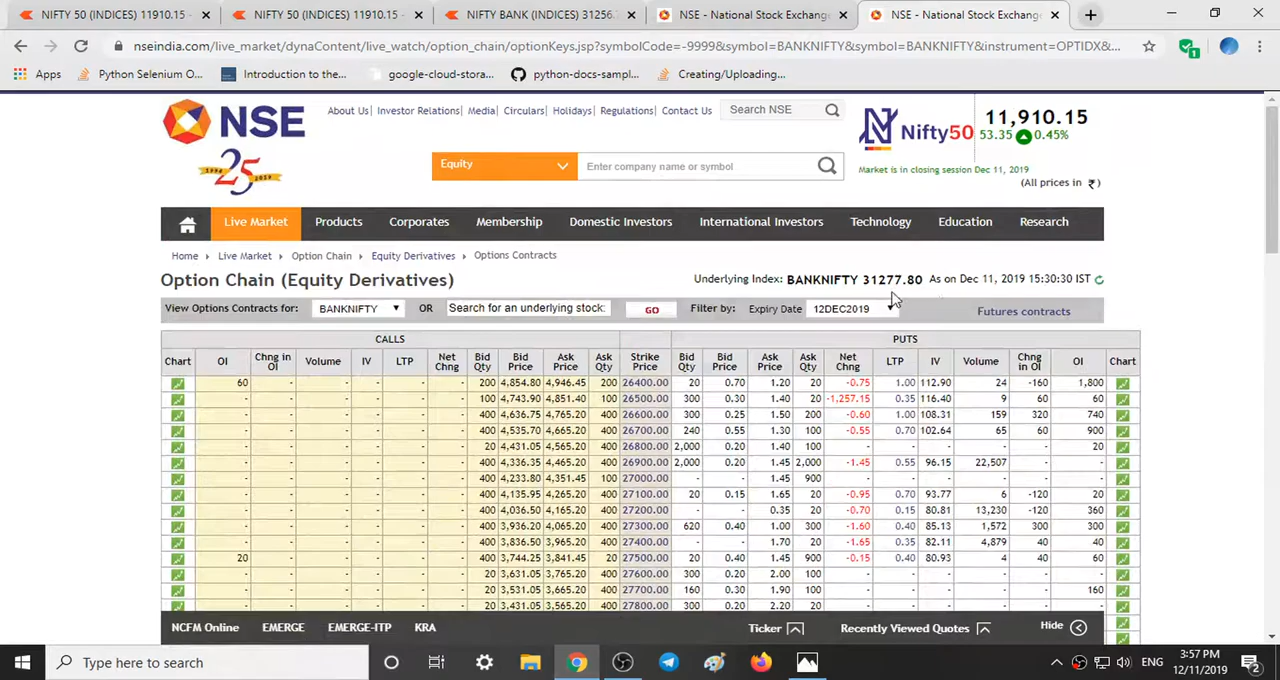 NIFTY 50 (INDICES) 11910.15 - NIFTY 50 (INDICES) 11910.15 - NIFTY BANK (INDICES) 31256. NSE - National Stock Exchange NSE - National Stock Exchange
nseindia.com/live_market/dynaContent/live_watch/option_chain/optionKeys.jsp?symbolCode=-9999&symbol=BANKNIFTY&symbol=BANKNIFTY&instrument=OPTIDX&...
Apps Python Selenium O... Introduction to the... google-cloud-stora... python-docs-sampl... Creating/Uploading...
NSE
1994 25 2019
About Us| Investor Relations| Media| Circulars| Holidays| Regulations| Contact Us Search NSE
Equity Enter company name or symbol
Nifty50 11,910.15
53.35 0.45%
Market is in closing session Dec 11, 2019
(All prices in ₹)
Live Market Products Corporates Membership Domestic Investors International Investors Technology Education Research
Home Live Market Option Chain Equity Derivatives Options Contracts
Option Chain (Equity Derivatives) Underlying Index: BANKNIFTY 31277.80 As on Dec 11, 2019 15:30:30 IST
View Options Contracts for: BANKNIFTY OR Search for an underlying stock: GO Filter by: Expiry Date 12DEC2019 Futures contracts
CALLS PUTS
Chart OI Chng in OI Volume IV LTP Net Chng Bid Qty Bid Price Ask Price Ask Qty Strike Price Bid Qty Bid Price Ask Price Ask Qty Net Chng LTP IV Volume Chng in OI OI Chart
60 - - - - - 200 4,854.80 4,946.45 200 26400.00 20 0.70 1.20 20 -0.75 1.00 112.90 24 -160 1,800
- - - - - - 100 4,743.90 4,851.40 100 26500.00 300 0.30 1.40 20 -1,257.15 0.35 116.40 9 60 60
- - - - - - 400 4,636.75 4,765.20 400 26600.00 300 0.25 1.50 200 -0.60 1.00 108.31 159 320 740
- - - - - - 400 4,535.70 4,665.20 400 26700.00 240 0.55 1.30 100 -0.55 0.70 102.64 65 60 900
- - - - - - 20 4,431.05 4,565.20 400 26800.00 2,000 0.20 1.40 100 - - - - - 20
- - - - - - 400 4,336.35 4,465.20 400 26900.00 2,000 0.20 1.45 2,000 -1.45 0.55 96.15 22,507 - -
- - - - - - 400 4,233.80 4,351.45 100 27000.00 - - 1.45 900 - - - - - -
- - - - - - 400 4,135.95 4,265.20 400 27100.00 20 0.15 1.65 20 -0.95 0.70 93.77 6 -120 20
- - - - - - 400 4,036.50 4,165.20 400 27200.00 - - 0.35 20 -0.70 0.15 80.81 13,230 -120 360
- - - - - - 400 3,936.20 4,065.20 400 27300.00 620 0.40 1.00 300 -1.60 0.40 85.13 1,572 300 300
- - - - - - 400 3,836.50 3,965.20 400 27400.00 - - 1.70 20 -1.65 0.35 82.11 4,879 40 40
20 - - - - - 400 3,744.25 3,841.45 20 27500.00 20 0.40 1.45 900 -0.15 0.40 80.93 4 40 60
- - - - - - 20 3,631.05 3,765.20 400 27600.00 300 0.20 2.00 100 - - - - - -
- - - - - - 20 3,531.05 3,665.20 400 27700.00 160 0.30 1.90 100 - - - - - 160
- - - - - - 20 3,431.05 3,565.20 400 27800.00 300 0.20 2.20 20 - - - - - -
NCFM Online EMERGE EMERGE-ITP KRA Ticker Recently Viewed Quotes Hide
Type here to search ENG 3:57 PM
12/11/2019 2